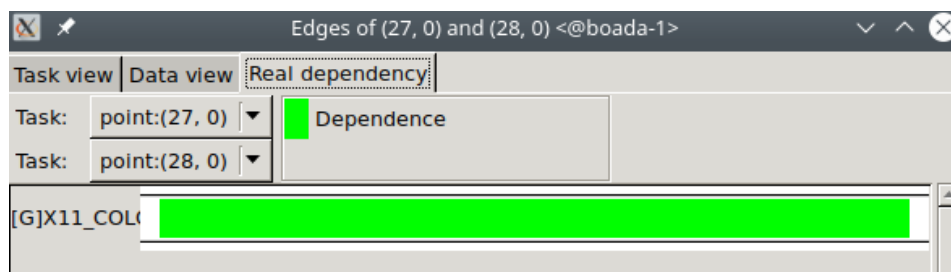 Edges of (27, 0) and (28, 0) <@boada-1>
Task view Data view Real dependency
Task: point:(27, 0) Dependence
Task: point:(28, 0)
[G]X11_COL